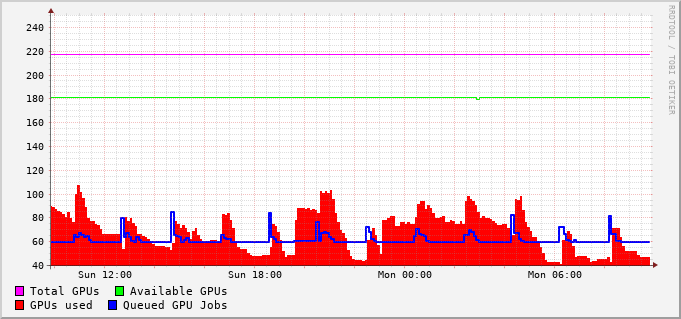 240
220
200
180
160
140
120
100
80
60
40
Sun 12:00 Sun 18:00 Mon 00:00 Mon 06:00
Total GPUs Available GPUs
GPUs used Queued GPU Jobs
RRDTOOL / TOBI OETIKER